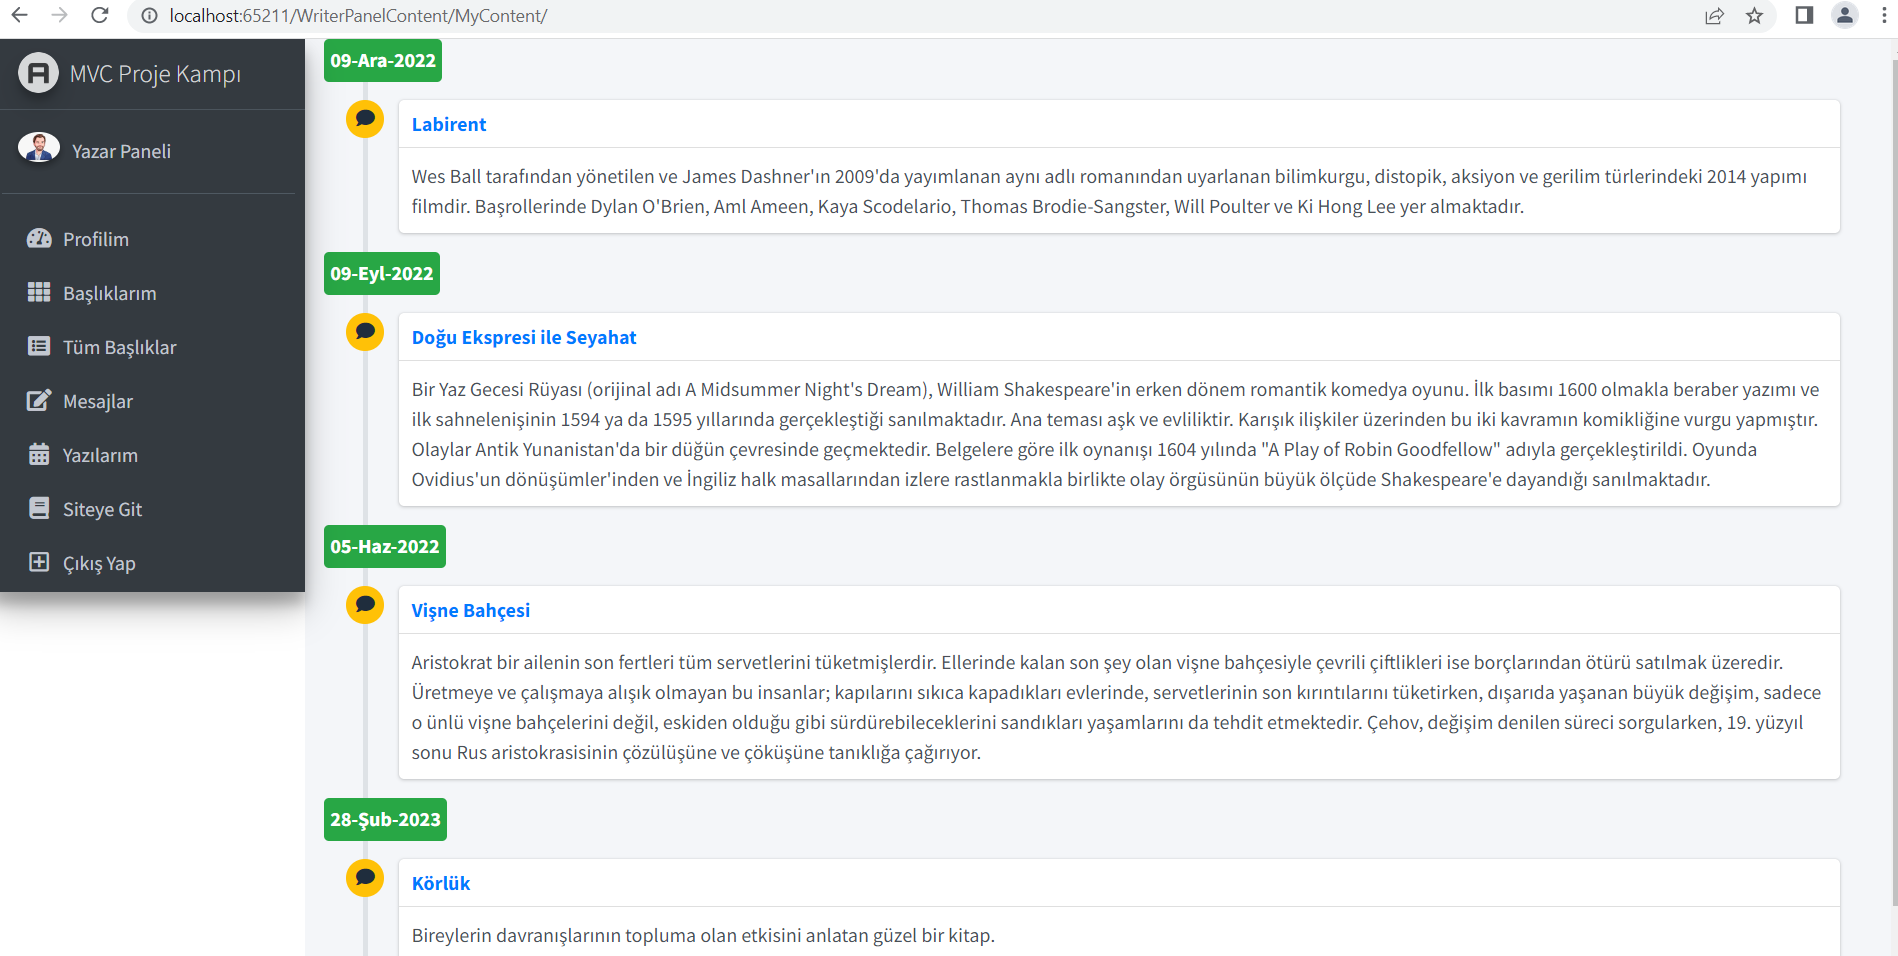 localhost:65211/WriterPanelContent/MyContent/
MVC Proje Kampı
Yazar Paneli
Profilim
Başlıklarım
Tüm Başlıklar
Mesajlar
Yazılarım
Siteye Git
Çıkış Yap
09-Ara-2022
Labirent
Wes Ball tarafından yönetilen ve James Dashner'ın 2009'da yayımlanan aynı adlı romanından uyarlanan bilimkurgu, distopik, aksiyon ve gerilim türlerindeki 2014 yapımı
filmdir. Başrollerinde Dylan O'Brien, Aml Ameen, Kaya Scodelario, Thomas Brodie-Sangster, Will Poulter ve Ki Hong Lee yer almaktadır.
09-Eyl-2022
Doğu Ekspresi ile Seyahat
Bir Yaz Gecesi Rüyası (orijinal adı A Midsummer Night's Dream), William Shakespeare'in erken dönem romantik komedya oyunu. İlk basımı 1600 olmakla beraber yazımı ve
ilk sahnelenişinin 1594 ya da 1595 yıllarında gerçekleştiği sanılmaktadır. Ana teması aşk ve evliliktir. Karışık ilişkiler üzerinden bu iki kavramın komikliğine vurgu yapmıştır.
Olaylar Antik Yunanistan'da bir düğün çevresinde geçmektedir. Belgelere göre ilk oynanışı 1604 yılında "A Play of Robin Goodfellow" adıyla gerçekleştirildi. Oyunda
Ovidius'un dönüşümler'inden ve İngiliz halk masallarından izlere rastlanmakla birlikte olay örgüsünün büyük ölçüde Shakespeare'e dayandığı sanılmaktadır.
05-Haz-2022
Vişne Bahçesi
Aristokrat bir ailenin son fertleri tüm servetlerini tüketmişlerdir. Ellerinde kalan son şey olan vişne bahçesiyle çevrili çiftlikleri ise borçlarından ötürü satılmak üzeredir.
Üretmeye ve çalışmaya alışık olmayan bu insanlar; kapılarını sıkıca kapadıkları evlerinde, servetlerinin son kırıntılarını tüketirken, dışarıda yaşanan büyük değişim, sadece
o ünlü vişne bahçelerini değil, eskiden olduğu gibi sürdürebileceklerini sandıkları yaşamlarını da tehdit etmektedir. Çehov, değişim denilen süreci sorgularken, 19. yüzyıl
sonu Rus aristokrasisinin çözülüşüne ve çöküşüne tanıklığa çağırıyor.
28-Şub-2023
Körlük
Bireylerin davranışlarının topluma olan etkisini anlatan güzel bir kitap.